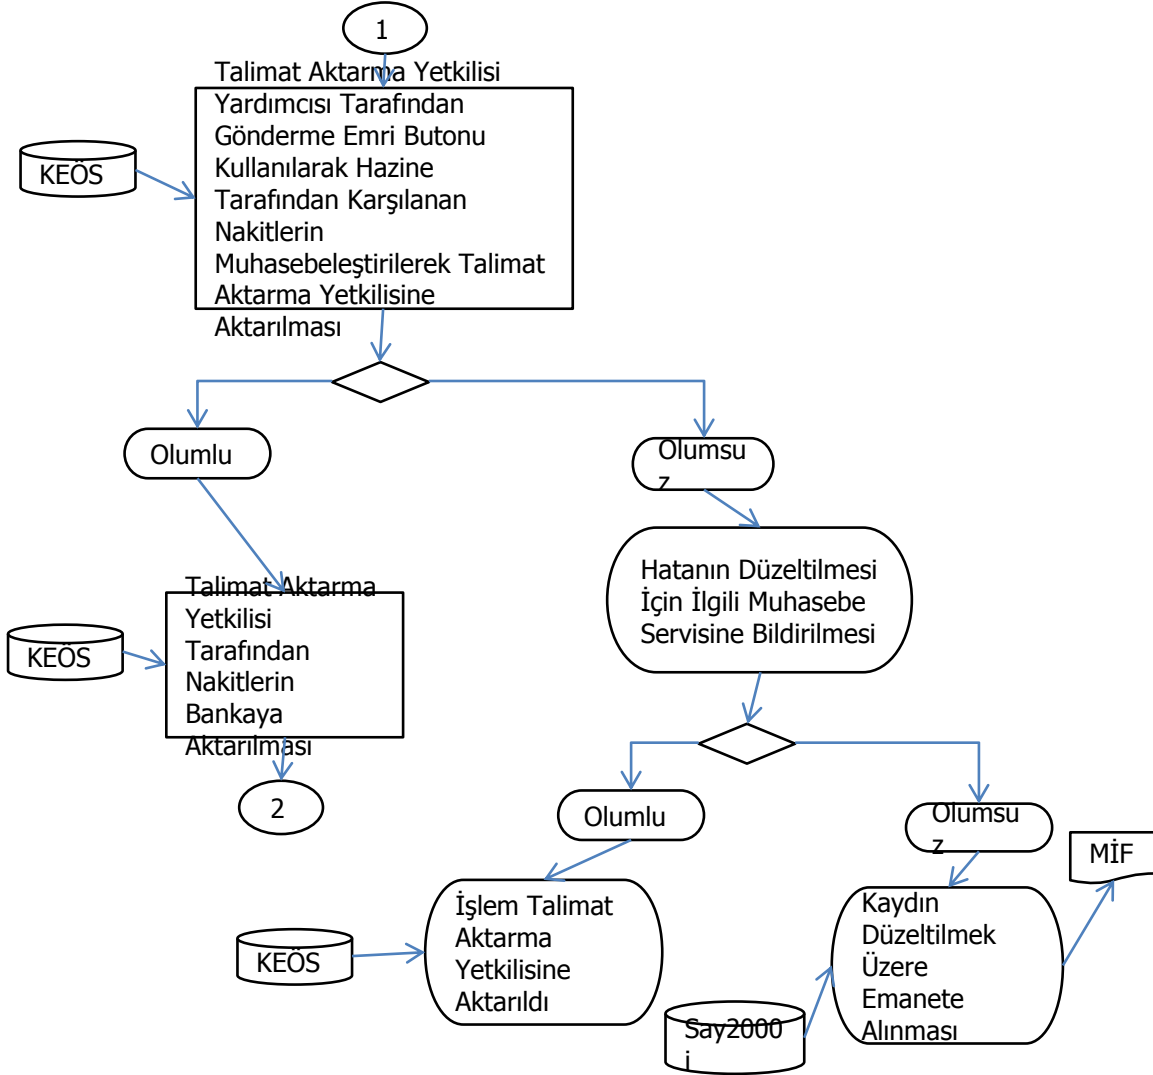 1
Talimat Aktarma Yetkilisi
Yardımcısı Tarafından
Gönderme Emri Butonu
Kullanılarak Hazine
Tarafından Karşılanan
Nakitlerin
Muhasebeleştirilerek Talimat
Aktarma Yetkilisine
Aktarılması
KEÖS
Olumlu
Olumsu
z
Talimat Aktarma
Yetkilisi
Tarafından
Nakitlerin
Bankaya
Aktarılması
KEÖS
2
Hatanın Düzeltilmesi
İçin İlgili Muhasebe
Servisine Bildirilmesi
Olumlu
Olumsu
z
MİF
İşlem Talimat
Aktarma
Yetkilisine
Aktarıldı
KEÖS
Kaydın
Düzeltilmek
Üzere
Emanete
Alınması
Say2000
i